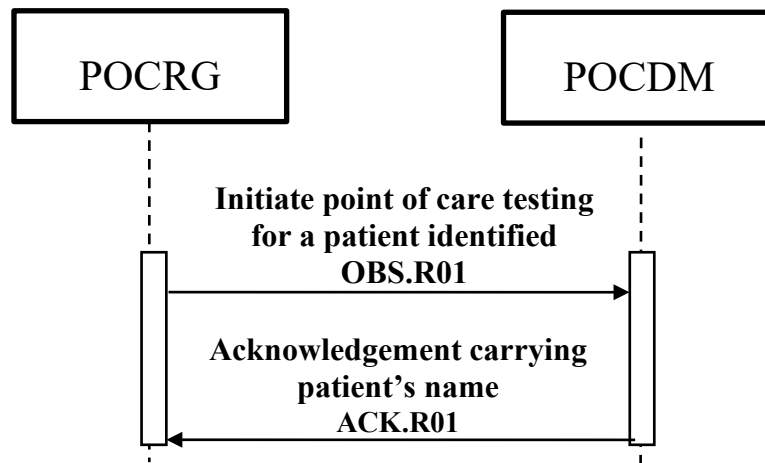 POCRG
POCDM
Initiate point of care testing
for a patient identified
OBS.R01
Acknowledgement carrying
patient’s name
ACK.R01